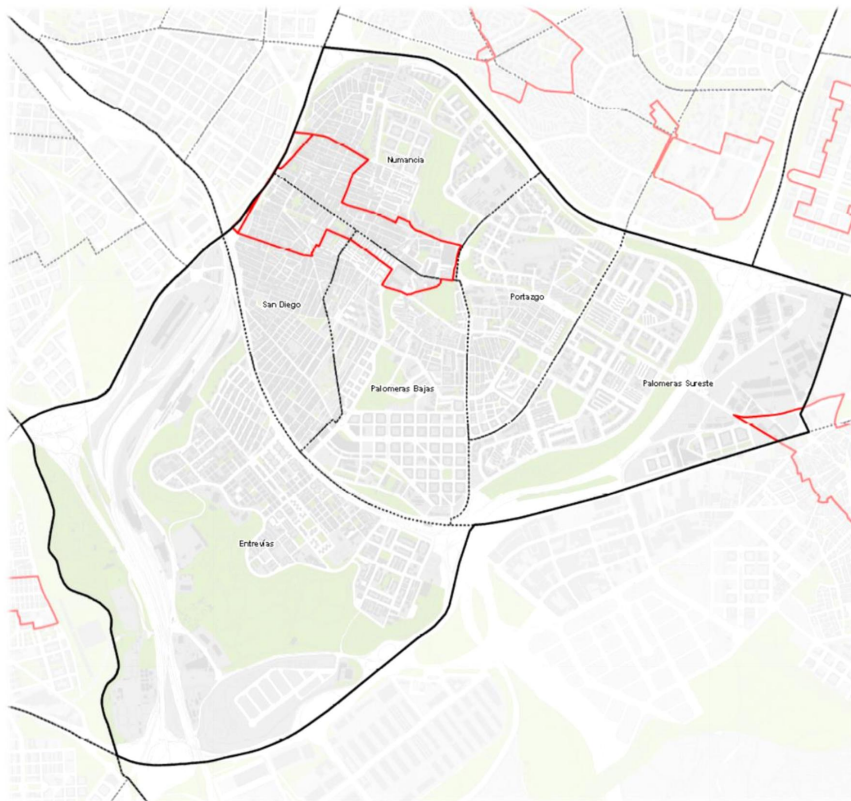 Numancia
Portazgo
San Diego
Palomeras Sureste
Palomeras Bajas
Entrevías